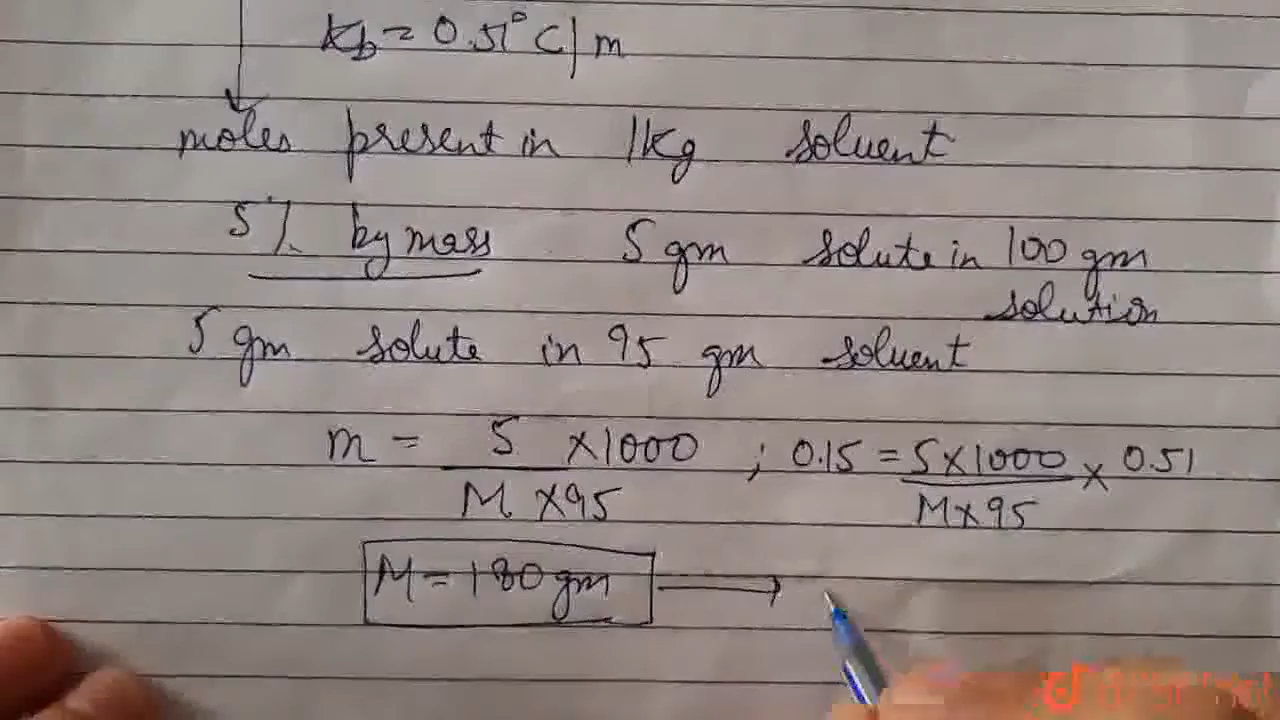 Kb = 0.51°C/m
moles present in 1kg solvent
5% by mass 5 gm solute in 100 gm
solution
5 gm solute in 95 gm solvent
m = 5 × 1000 / M × 95 ; 0.15 = 5 × 1000 / M × 95 × 0.51
M = 180 gm →